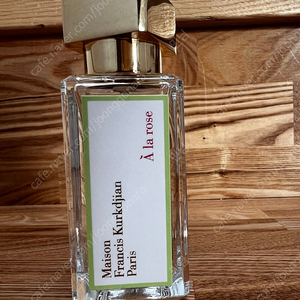 Maison
Francis Kurkdjian
Paris
À la rose